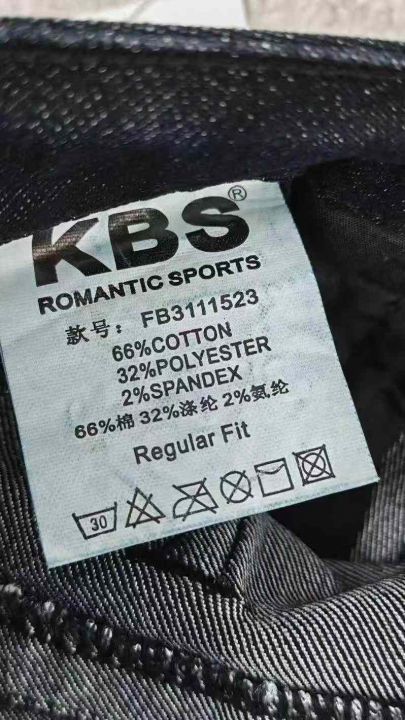 KBS®
ROMANTIC SPORTS
款号：FB3111523
66%COTTON
32%POLYESTER
2%SPANDEX
66%棉 32%涤纶 2%氨纶
Regular Fit
30